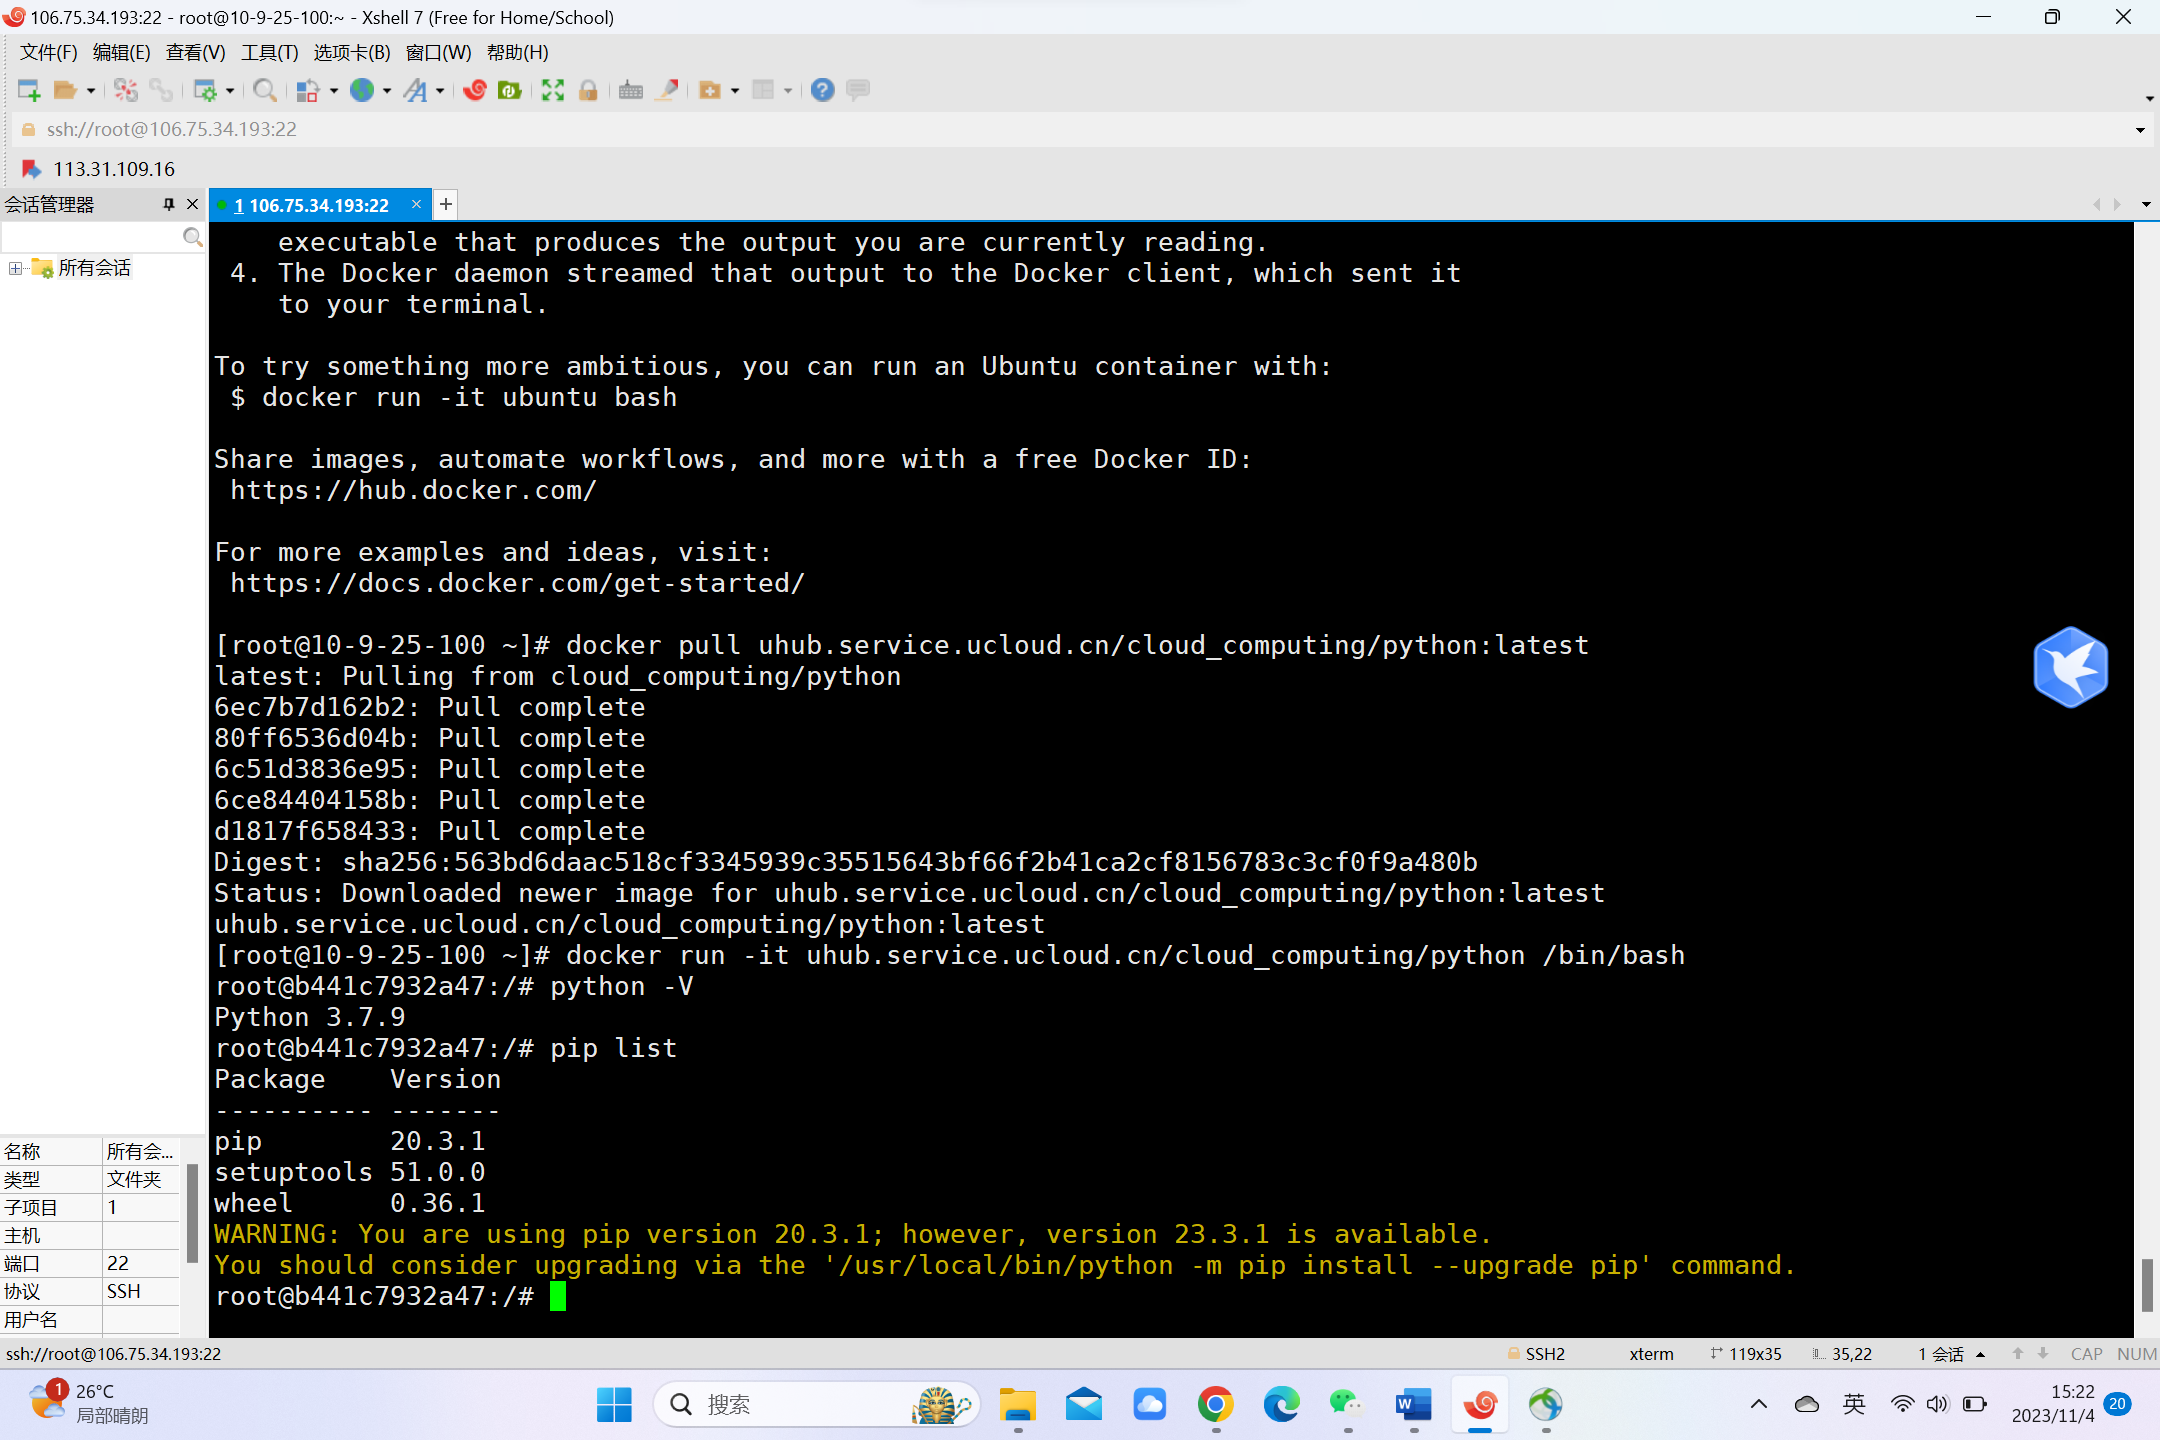 106.75.34.193:22 - root@10-9-25-100:~ - Xshell 7 (Free for Home/School)
文件(F) 编辑(E) 查看(V) 工具(T) 选项卡(B) 窗口(W) 帮助(H)
ssh://root@106.75.34.193:22
113.31.109.16
会话管理器
1 106.75.34.193:22
所有会话
executable that produces the output you are currently reading.
4. The Docker daemon streamed that output to the Docker client, which sent it
to your terminal.
To try something more ambitious, you can run an Ubuntu container with:
$ docker run -it ubuntu bash
Share images, automate workflows, and more with a free Docker ID:
https://hub.docker.com/
For more examples and ideas, visit:
https://docs.docker.com/get-started/
[root@10-9-25-100 ~]# docker pull uhub.service.ucloud.cn/cloud_computing/python:latest
latest: Pulling from cloud_computing/python
6ec7b7d162b2: Pull complete
80ff6536d04b: Pull complete
6c51d3836e95: Pull complete
6ce84404158b: Pull complete
d1817f658433: Pull complete
Digest: sha256:563bd6daac518cf3345939c35515643bf66f2b41ca2cf8156783c3cf0f9a480b
Status: Downloaded newer image for uhub.service.ucloud.cn/cloud_computing/python:latest
uhub.service.ucloud.cn/cloud_computing/python:latest
[root@10-9-25-100 ~]# docker run -it uhub.service.ucloud.cn/cloud_computing/python /bin/bash
root@b441c7932a47:/# python -V
Python 3.7.9
root@b441c7932a47:/# pip list
Package    Version
---------- -------
pip        20.3.1
setuptools 51.0.0
wheel      0.36.1
WARNING: You are using pip version 20.3.1; however, version 23.3.1 is available.
You should consider upgrading via the '/usr/local/bin/python -m pip install --upgrade pip' command.
root@b441c7932a47:/#
名称 所有会...
类型 文件夹
子项目 1
主机
端口 22
协议 SSH
用户名
ssh://root@106.75.34.193:22 SSH2 xterm 119x35 35,22 1 会话 CAP NUM
1 26°C
局部晴朗
搜索
英
15:22
2023/11/4
20